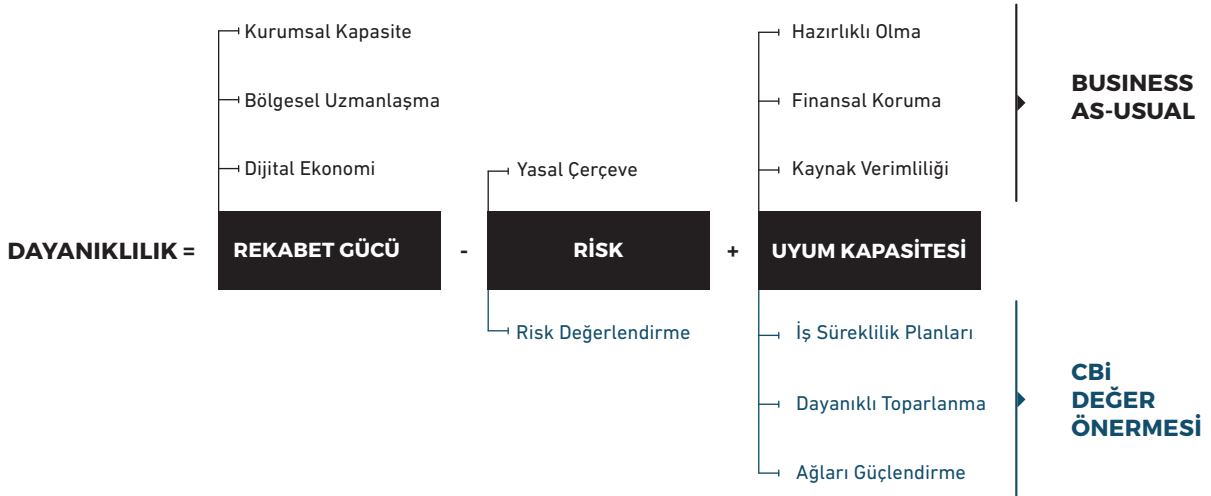 Kurumsal Kapasite
Bölgesel Uzmanlaşma
Dijital Ekonomi
Yasal Çerçeve
Hazırlıklı Olma
Finansal Koruma
Kaynak Verimliliği
BUSINESS
AS-USUAL
DAYANIKLILIK = REKABET GÜCÜ - RİSK + UYUM KAPASİTESİ
Risk Değerlendirme
İş Süreklilik Planları
Dayanıklı Toparlanma
Ağları Güçlendirme
CBi
DEĞER
ÖNERMESİ